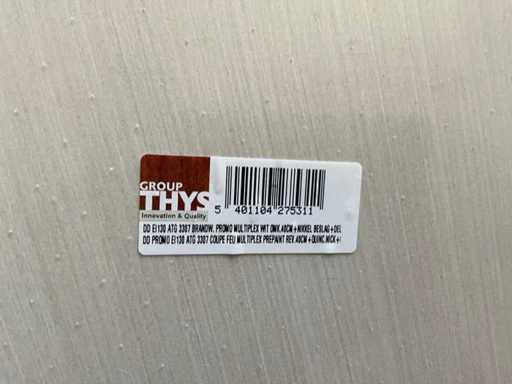 GROUP
THYS
Innovation & Quality
5 401104 275311
DD EI130 ATG 3307 BRANDW. PROMO MULTIPLEX WIT OMK.40CM+NIKKEL BESLAG+DEL
DD PROMO EI130 ATG 3307 COUPE FEU MULTIPLEX PREPAINT REV.40CM+QUINC.NICK+